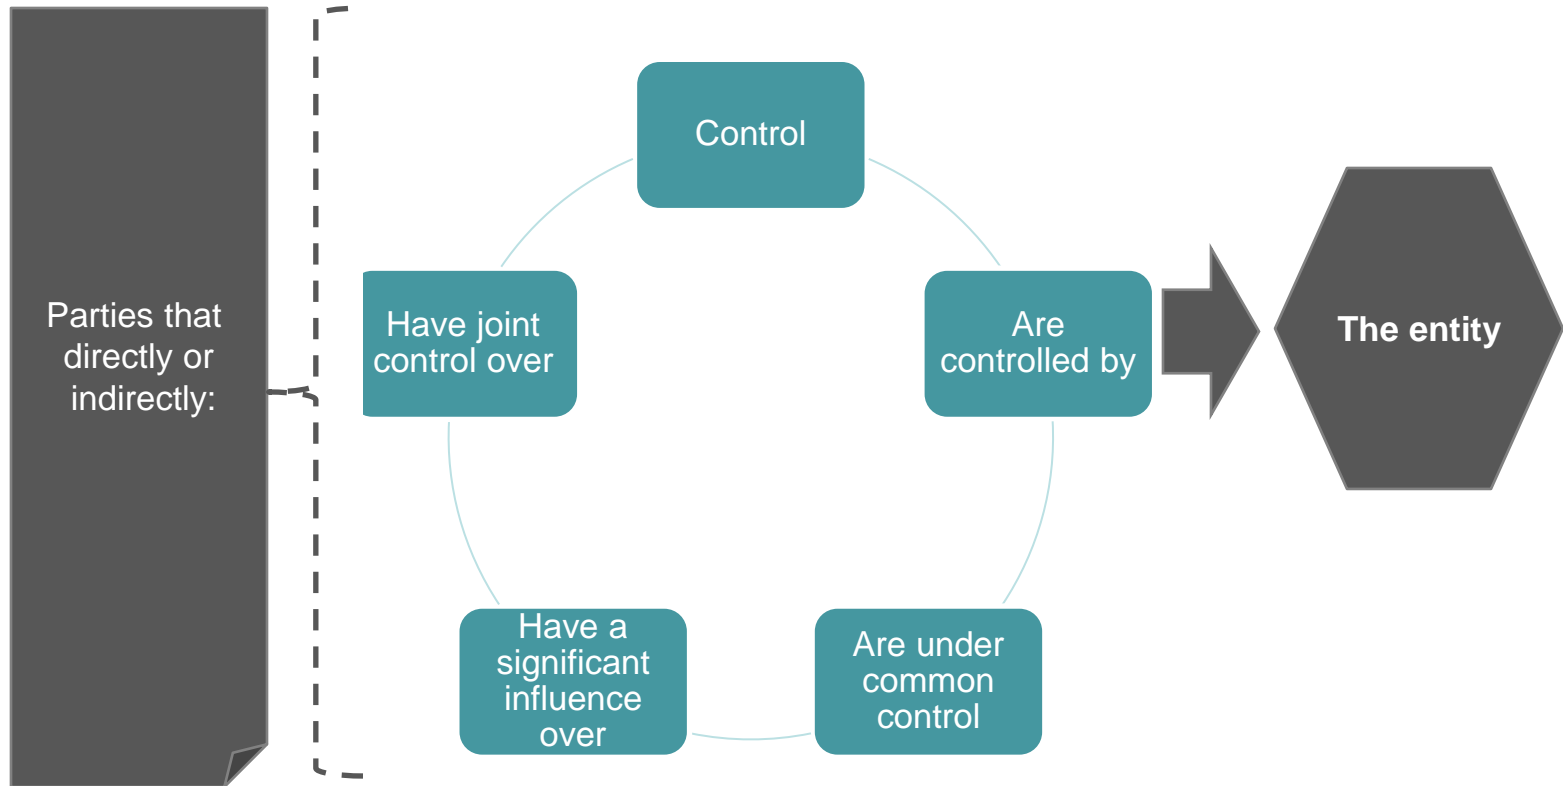 Parties that
directly or
indirectly:
Control
Are
controlled by
Are under
common
control
Have a
significant
influence
over
Have joint
control over
The entity